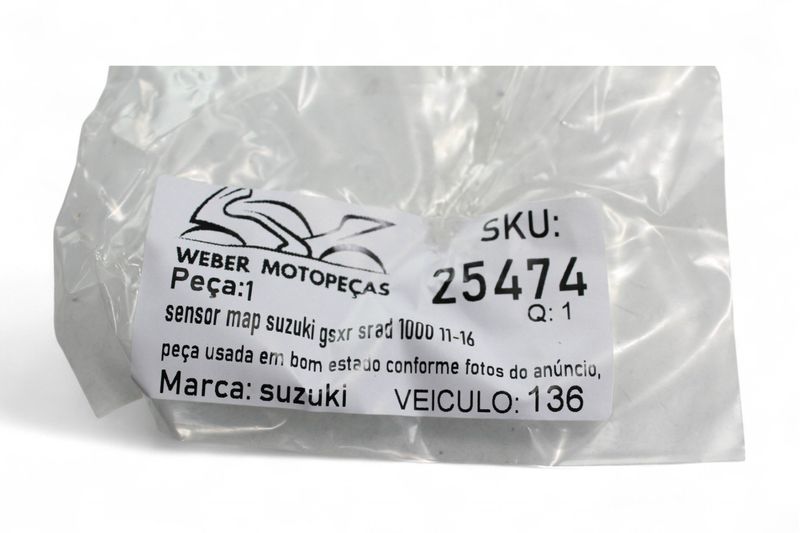 WEBER MOTOPEÇAS
SKU:
25474
Peça:1
Q: 1
sensor map suzuki gsxr srad 1000 11-16
peça usada em bom estado conforme fotos do anúncio,
Marca: suzuki VEICULO: 136